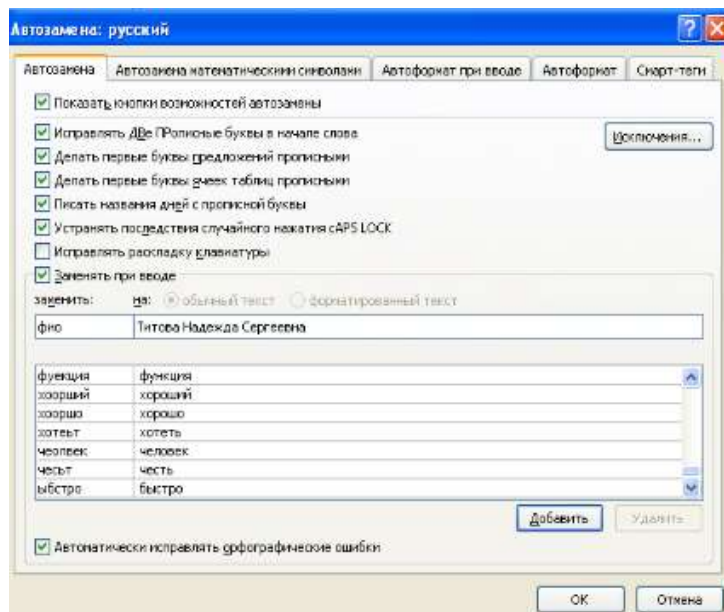 Автозамена: русский
Автозамена Автозамена математическими символами Автоформат при вводе Автоформат Смарт-теги
Показать кнопки возможностей автозамены
Исправлять ДВе ПРописные буквы в начале слова Исключения...
Делать первые буквы предложений прописными
Делать первые буквы ячеек таблиц прописными
Писать названия дней с прописной буквы
Устранять последствия случайного нажатия cAPS LOCK
Исправлять раскладку клавиатуры
Заменять при вводе
заменить: на: обычный текст форматированный текст
фио Титова Надежда Сергеевна
фуекция функция
хоорший хороший
хооршо хорошо
хотеьт хотеть
чеопвек человек
чесьт честь
ыбстро быстро
Добавить Удалить
Автоматически исправлять орфографические ошибки
ОК Отмена